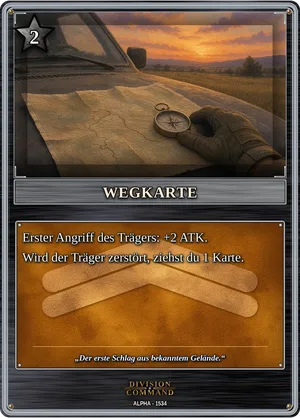 2
WEGKARTE
Erster Angriff des Trägers: +2 ATK.
Wird der Träger zerstört, ziehst du 1 Karte.
„Der erste Schlag aus bekanntem Gelände.“
DIVISION
COMMAND
ALPHA - 1534